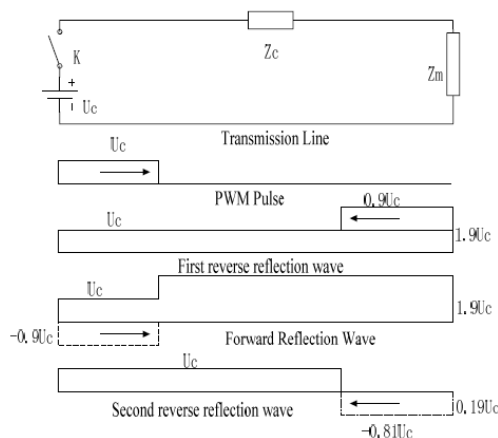 Zc
K
Zm
+
Uc
Transmission Line
Uc
PWM Pulse
0.9Uc
Uc
1.9Uc
First reverse reflection wave
Uc
1.9Uc
-0.9Uc
Forward Reflection Wave
Uc
0.19Uc
Second reverse reflection wave
-0.81Uc